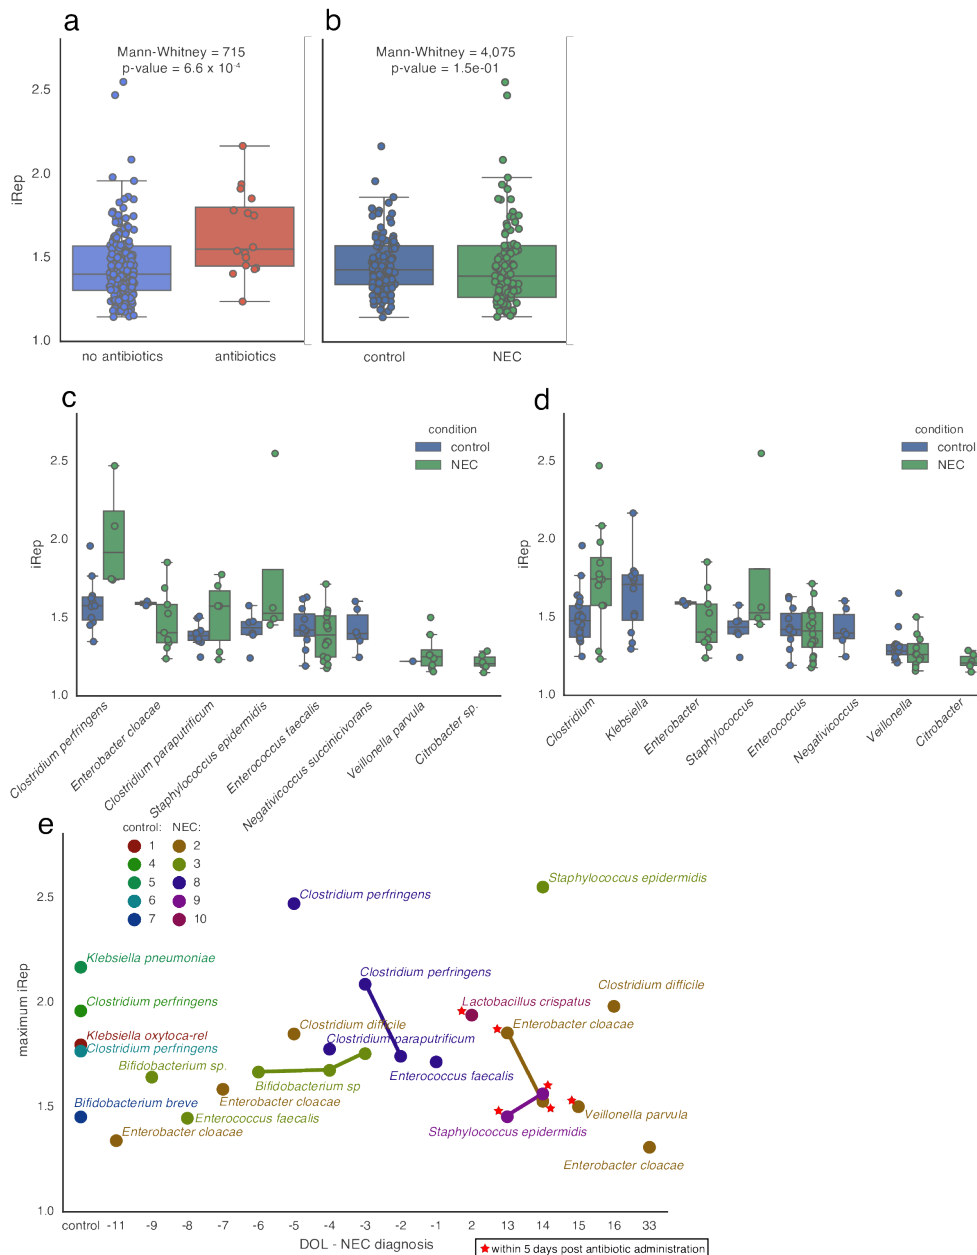 a
b
Mann-Whitney = 715
p-value = 6.6 x 10-4
Mann-Whitney = 4,075
p-value = 1.5e-01
iRep
2.5
2.0
1.5
1.0
no antibiotics
antibiotics
control
NEC
c
d
condition
control
NEC
condition
control
NEC
iRep
2.5
2.0
1.5
1.0
iRep
2.5
2.0
1.5
1.0
Clostridium perfringens
Enterobacter cloacae
Clostridium paraputrificum
Staphylococcus epidermidis
Enterococcus faecalis
Negativicoccus succinicivorans
Veillonella parvula
Citrobacter sp.
Clostridium
Klebsiella
Enterobacter
Staphylococcus
Enterococcus
Negativicoccus
Veillonella
Citrobacter
e
control: NEC:
1 2
4 3
5 8
6 9
7 10
maximum iRep
2.5
2.0
1.5
1.0
Staphylococcus epidermidis
Clostridium perfringens
Klebsiella pneumoniae
Clostridium perfringens
Clostridium difficile
Clostridium perfringens
Lactobacillus crispatus
Clostridium difficile
Enterobacter cloacae
Klebsiella oxytoca-rel
Clostridium paraputrificum
Clostridium perfringens
Bifidobacterium sp.
Enterococcus faecalis
Bifidobacterium sp
Enterobacter cloacae
Bifidobacterium breve
Enterococcus faecalis
Veillonella parvula
Enterobacter cloacae
Staphylococcus epidermidis
Enterobacter cloacae
control -11 -9 -8 -7 -6 -5 -4 -3 -2 -1 2 13 14 15 16 33
DOL - NEC diagnosis
within 5 days post antibiotic administration